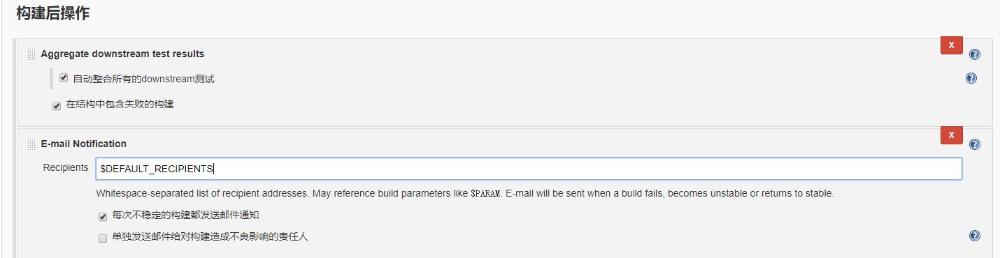 构建后操作
Aggregate downstream test results
X
自动整合所有的downstream测试
在结构中包含失败的构建
E-mail Notification
X
Recipients $DEFAULT_RECIPIENTS
Whitespace-separated list of recipient addresses. May reference build parameters like $PARAM. E-mail will be sent when a build fails, becomes unstable or returns to stable.
每次不稳定的构建都发送邮件通知
单独发送邮件给对构建造成不良影响的责任人